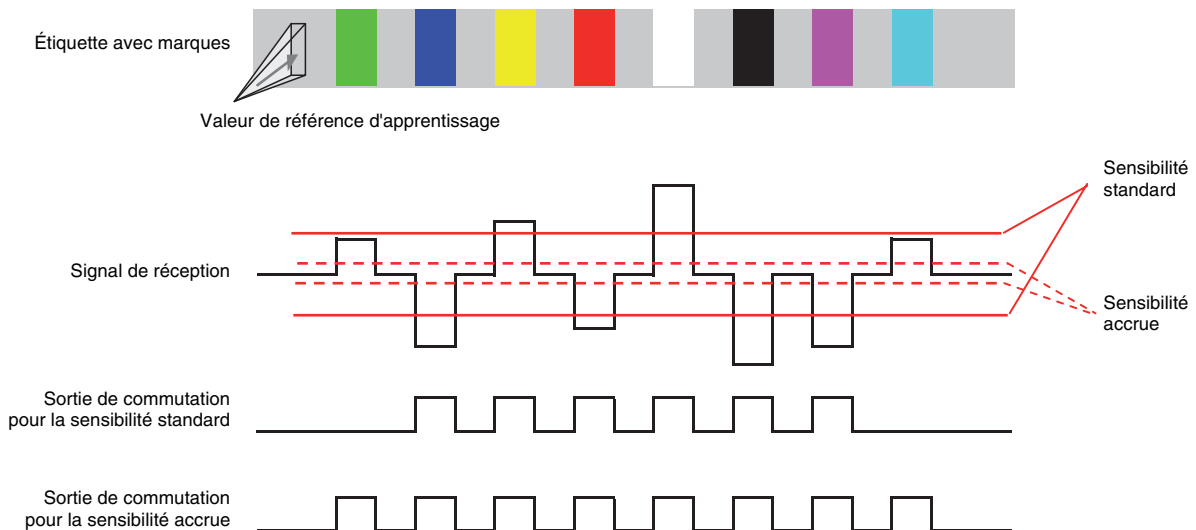 Étiquette avec marques
Valeur de référence d'apprentissage
Sensibilité
standard
Signal de réception
Sensibilité
accrue
Sortie de commutation
pour la sensibilité standard
Sortie de commutation
pour la sensibilité accrue